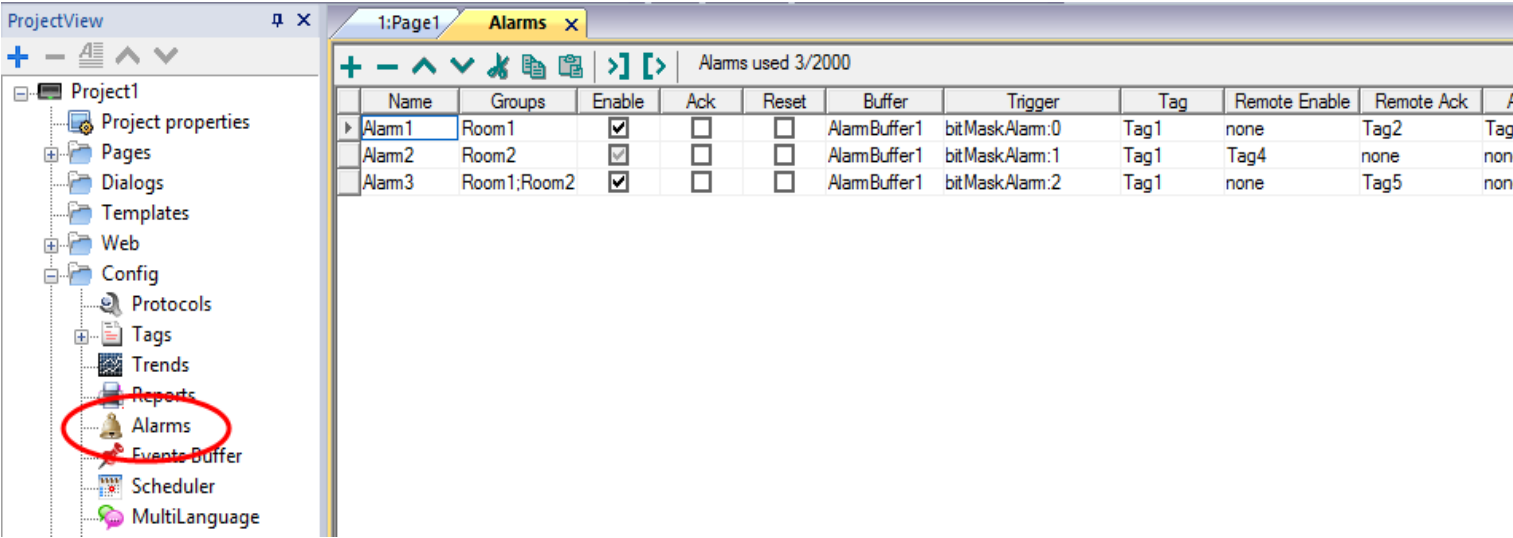 ProjectView
1:Page1 Alarms
Alarms used 3/2000
Project1
Project properties
Pages
Dialogs
Templates
Web
Config
Protocols
Tags
Trends
Reports
Alarms
Events Buffer
Scheduler
MultiLanguage
Name Groups Enable Ack Reset Buffer Trigger Tag Remote Enable Remote Ack A
Alarm1 Room1 AlarmBuffer1 bitMaskAlarm:0 Tag1 none Tag2 Tag
Alarm2 Room2 AlarmBuffer1 bitMaskAlarm:1 Tag1 Tag4 none non
Alarm3 Room1;Room2 AlarmBuffer1 bitMaskAlarm:2 Tag1 none Tag5 non